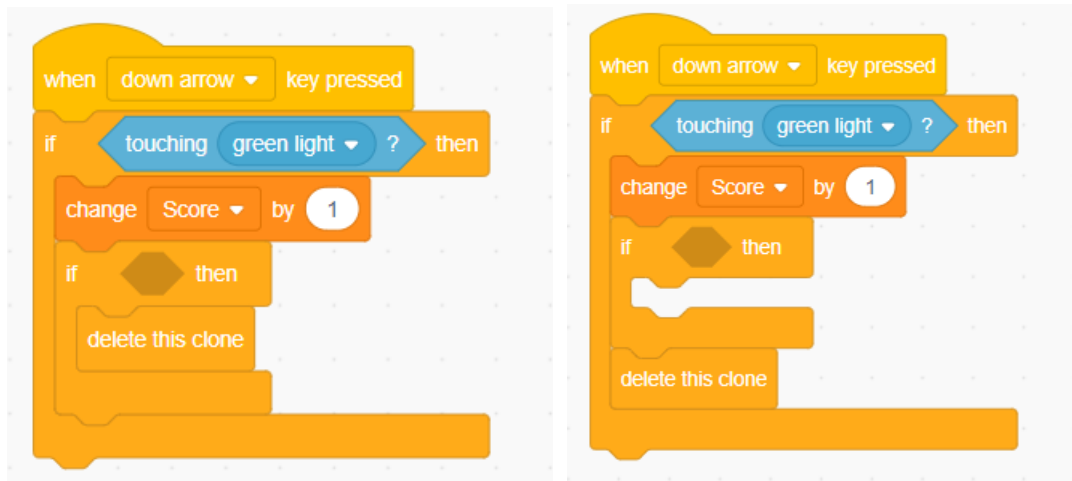 when down arrow key pressed
if touching green light ? then
change Score by 1
if then
delete this clone
when down arrow key pressed
if touching green light ? then
change Score by 1
if then
delete this clone